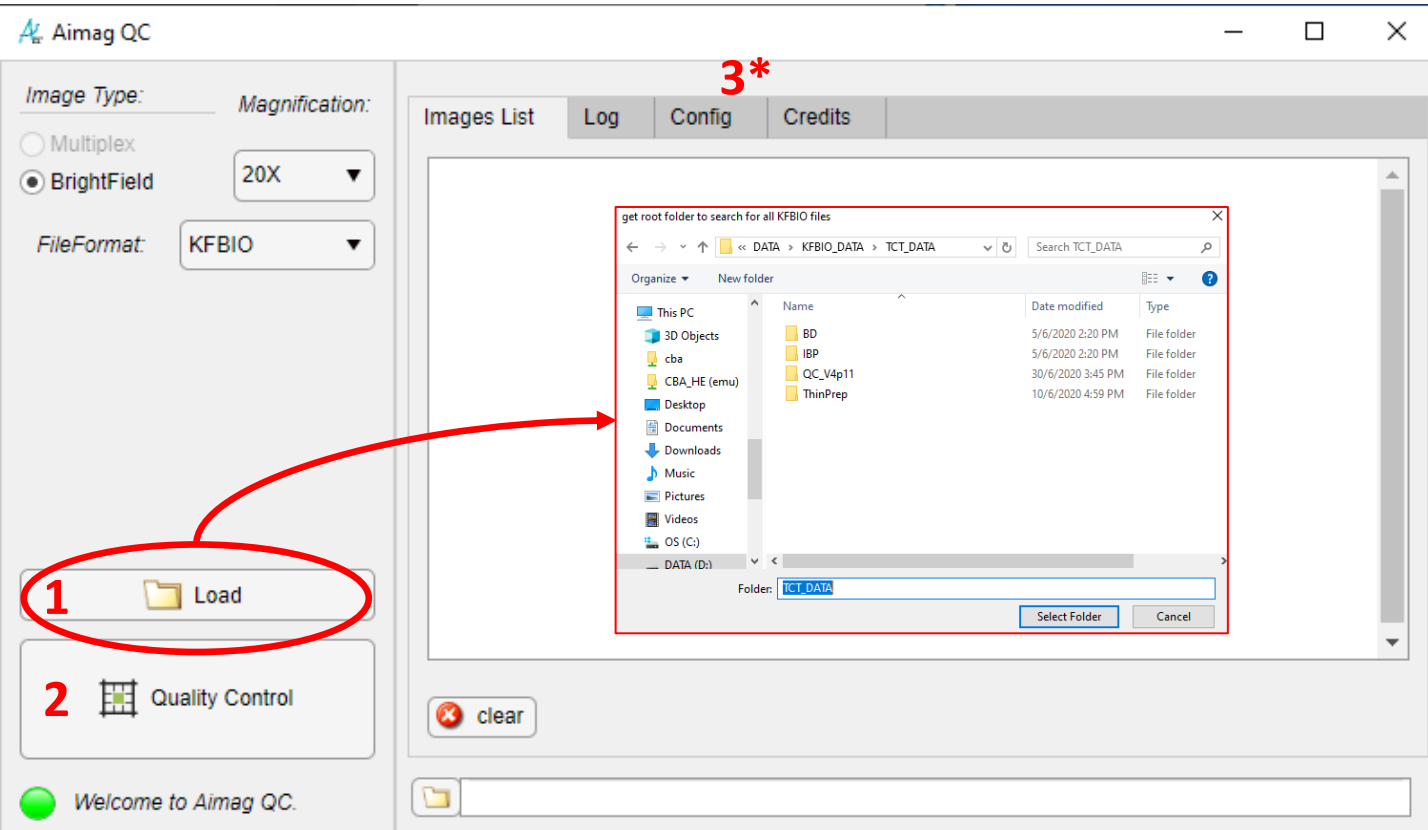 Aimag QC
3*
Image Type:
Magnification:
Multiplex
BrightField
20X
FileFormat:
KFBIO
Images List
Log
Config
Credits
get root folder to search for all KFBIO files
« DATA > KFBIO_DATA > TCT_DATA
Search TCT_DATA
Organize
New folder
Name
Date modified
Type
This PC
3D Objects
cba
CBA_HE (emu)
Desktop
Documents
Downloads
Music
Pictures
Videos
OS (C:)
DATA (D:)
BD 5/6/2020 2:20 PM File folder
IBP 5/6/2020 2:20 PM File folder
QC_V4p11 30/6/2020 3:45 PM File folder
ThinPrep 10/6/2020 4:59 PM File folder
Folder: TCT_DATA
Select Folder
Cancel
1
Load
2
Quality Control
clear
Welcome to Aimag QC.